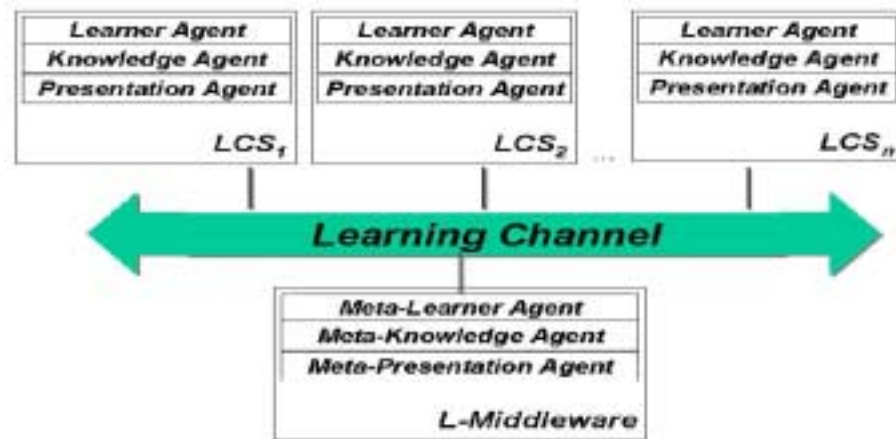 Learner Agent
Knowledge Agent
Presentation Agent
LCS₁
Learner Agent
Knowledge Agent
Presentation Agent
LCS₂
...
Learner Agent
Knowledge Agent
Presentation Agent
LCSₙ
Learning Channel
Meta-Learner Agent
Meta-Knowledge Agent
Meta-Presentation Agent
L-Middleware